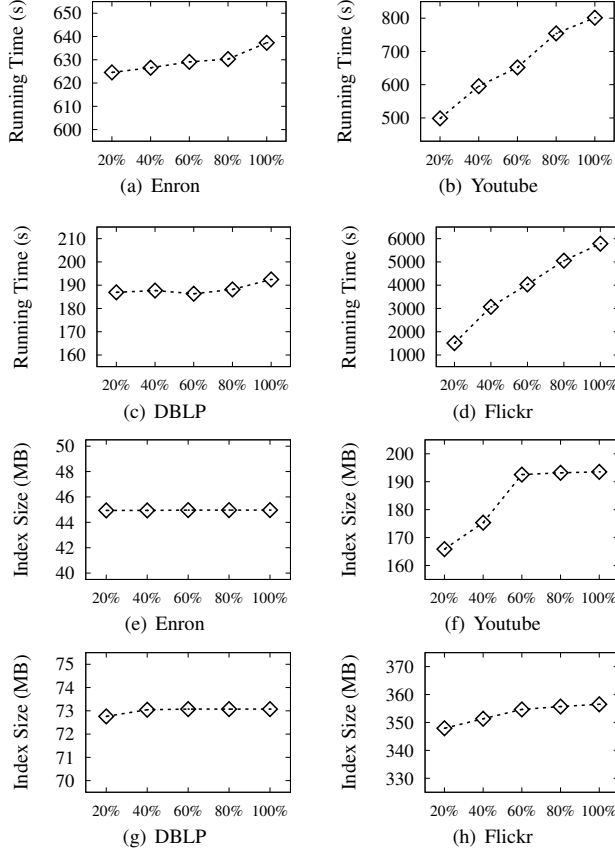 Running Time (s)
650
640
630
620
610
600
20% 40% 60% 80% 100%
(a) Enron
Running Time (s)
800
700
600
500
20% 40% 60% 80% 100%
(b) Youtube
Running Time (s)
210
200
190
180
170
160
20% 40% 60% 80% 100%
(c) DBLP
Running Time (s)
6000
5000
4000
3000
2000
1000
20% 40% 60% 80% 100%
(d) Flickr
Index Size (MB)
50
48
46
44
42
40
20% 40% 60% 80% 100%
(e) Enron
Index Size (MB)
200
190
180
170
160
20% 40% 60% 80% 100%
(f) Youtube
Index Size (MB)
75
74
73
72
71
70
20% 40% 60% 80% 100%
(g) DBLP
Index Size (MB)
370
360
350
340
330
20% 40% 60% 80% 100%
(h) Flickr